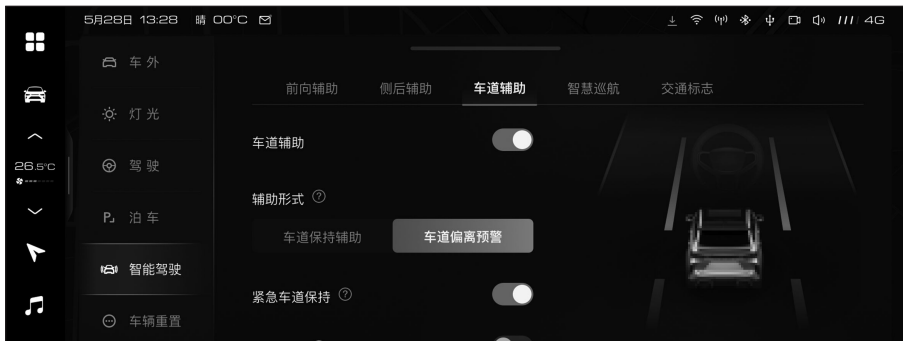 5月28日 13:28 晴 00°C 4G
车外
灯光
26.5°C
驾驶
泊车
智能驾驶
车辆重置
前向辅助 侧后辅助 车道辅助 智慧巡航 交通标志
车道辅助
辅助形式
车道保持辅助 车道偏离预警
紧急车道保持